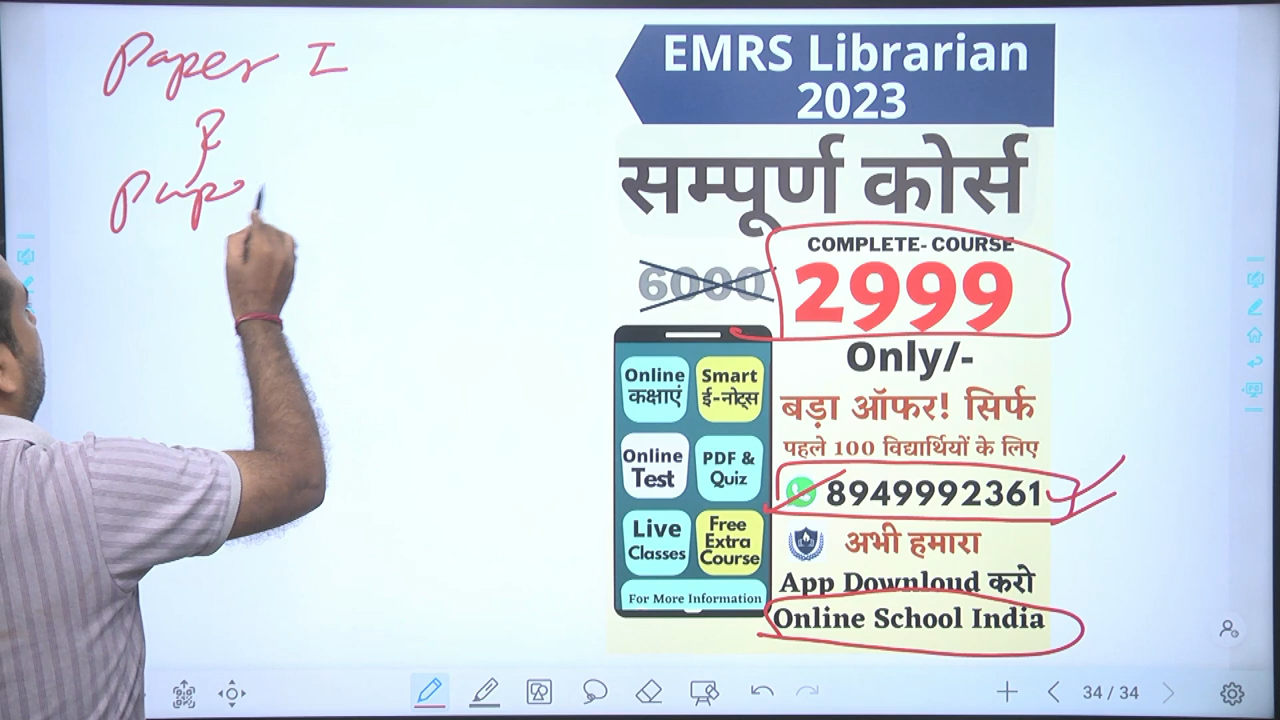 Paper I
&
Pape
EMRS Librarian
2023
सम्पूर्ण कोर्स
COMPLETE- COURSE
6000
2999
Only/-
Online
कक्षाएं
Smart
ई-नोट्स
Online
Test
PDF &
Quiz
Live
Classes
Free
Extra
Course
For More Information
बड़ा ऑफर! सिर्फ
पहले 100 विद्यार्थियों के लिए
8949992361
अभी हमारा
App Downloud करो
Online School India
34 / 34